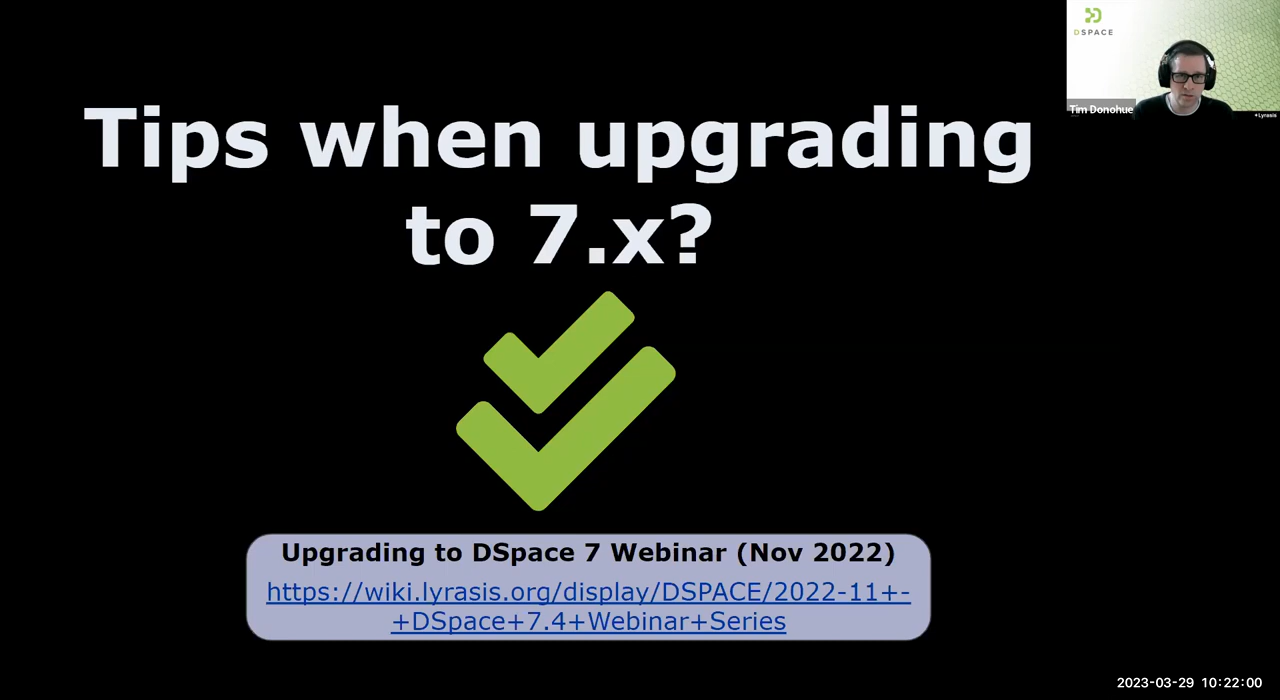 Tips when upgrading
to 7.x?
Upgrading to DSpace 7 Webinar (Nov 2022)
https://wiki.lyrasis.org/display/DSPACE/2022-11+-
+DSpace+7.4+Webinar+Series
DSPACE
Tim Donohue
Lyrasis
2023-03-29 10:22:00